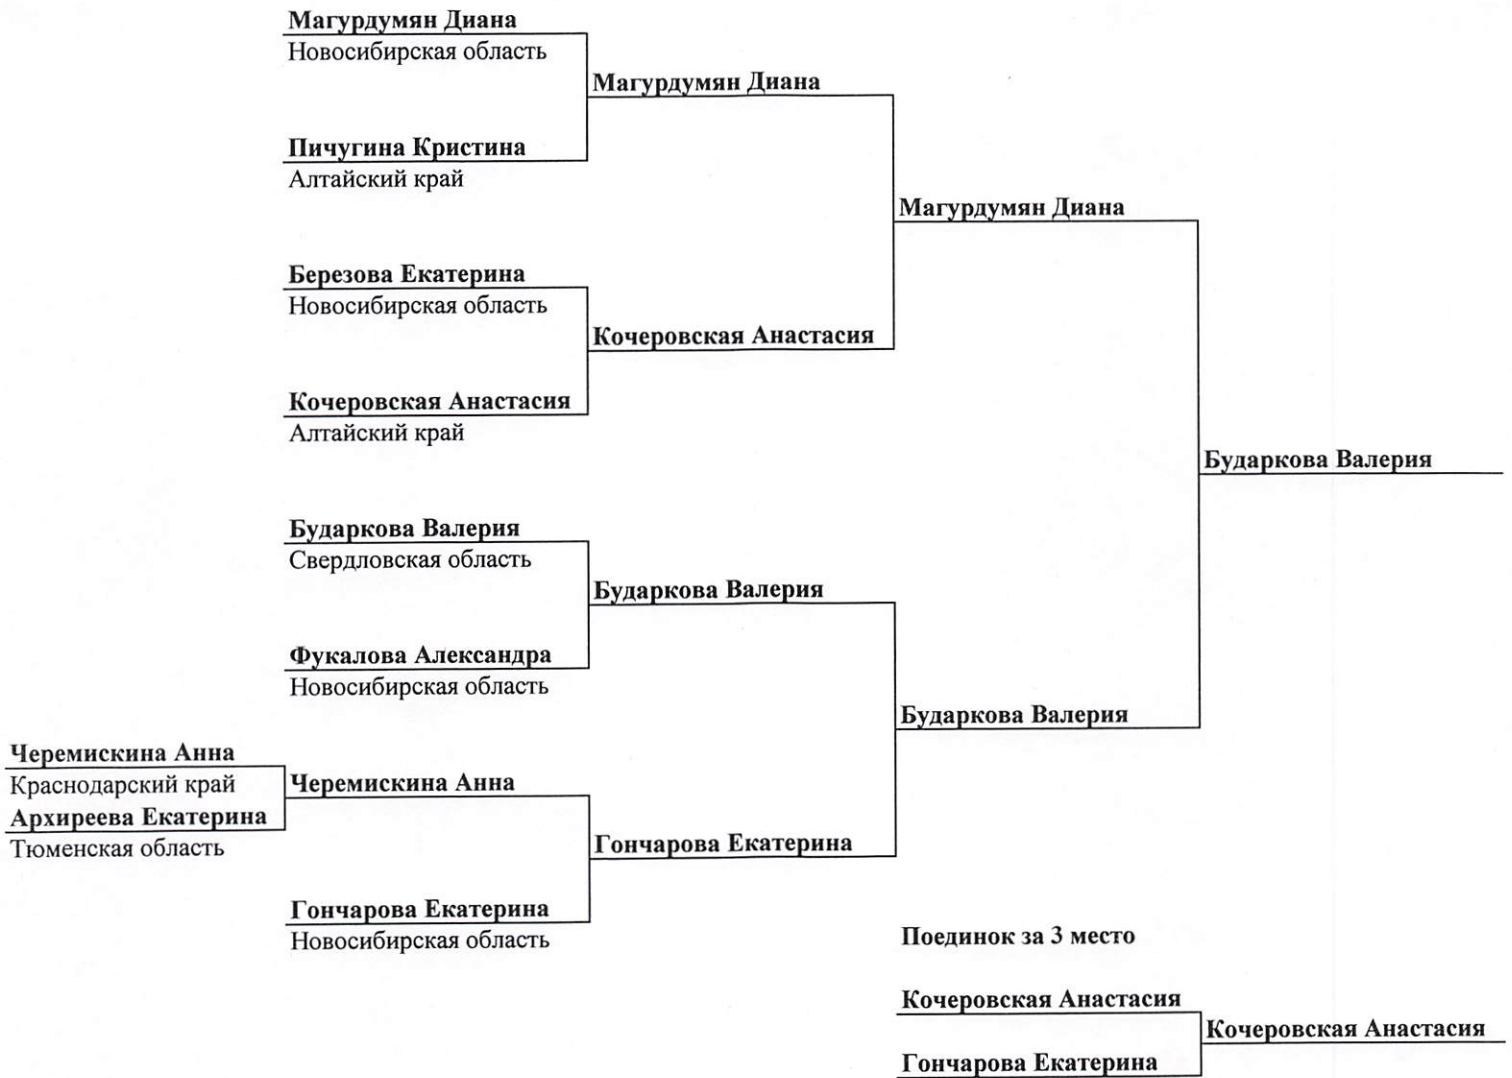 Магурдумян Диана
Новосибирская область
Магурдумян Диана
Пичугина Кристина
Алтайский край
Магурдумян Диана
Березова Екатерина
Новосибирская область
Кочеровская Анастасия
Кочеровская Анастасия
Алтайский край
Бударкова Валерия
Бударкова Валерия
Свердловская область
Бударкова Валерия
Фукалова Александра
Новосибирская область
Бударкова Валерия
Черемискина Анна
Краснодарский край
Черемискина Анна
Архиреева Екатерина
Тюменская область
Гончарова Екатерина
Гончарова Екатерина
Новосибирская область
Поединок за 3 место
Кочеровская Анастасия
Кочеровская Анастасия
Гончарова Екатерина